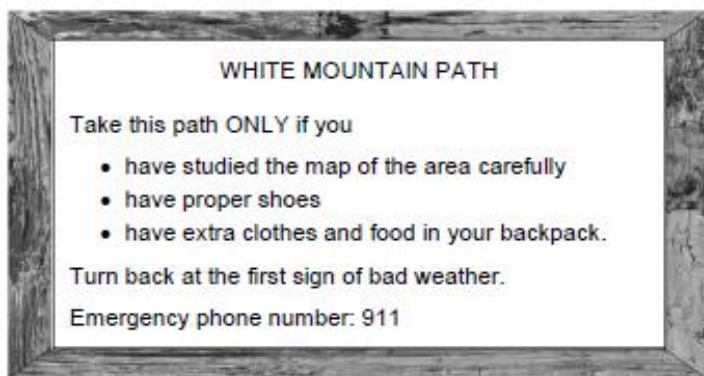 WHITE MOUNTAIN PATH
Take this path ONLY if you
• have studied the map of the area carefully
• have proper shoes
• have extra clothes and food in your backpack.
Turn back at the first sign of bad weather.
Emergency phone number: 911